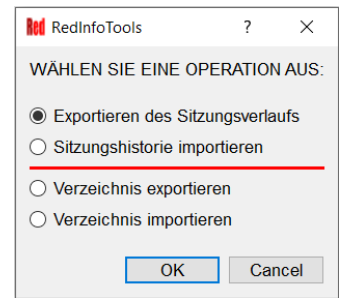 Red RedInfoTools ? ×
WÄHLEN SIE EINE OPERATION AUS:
Exportieren des Sitzungsverlaufs
Sitzungshistorie importieren
Verzeichnis exportieren
Verzeichnis importieren
OK Cancel